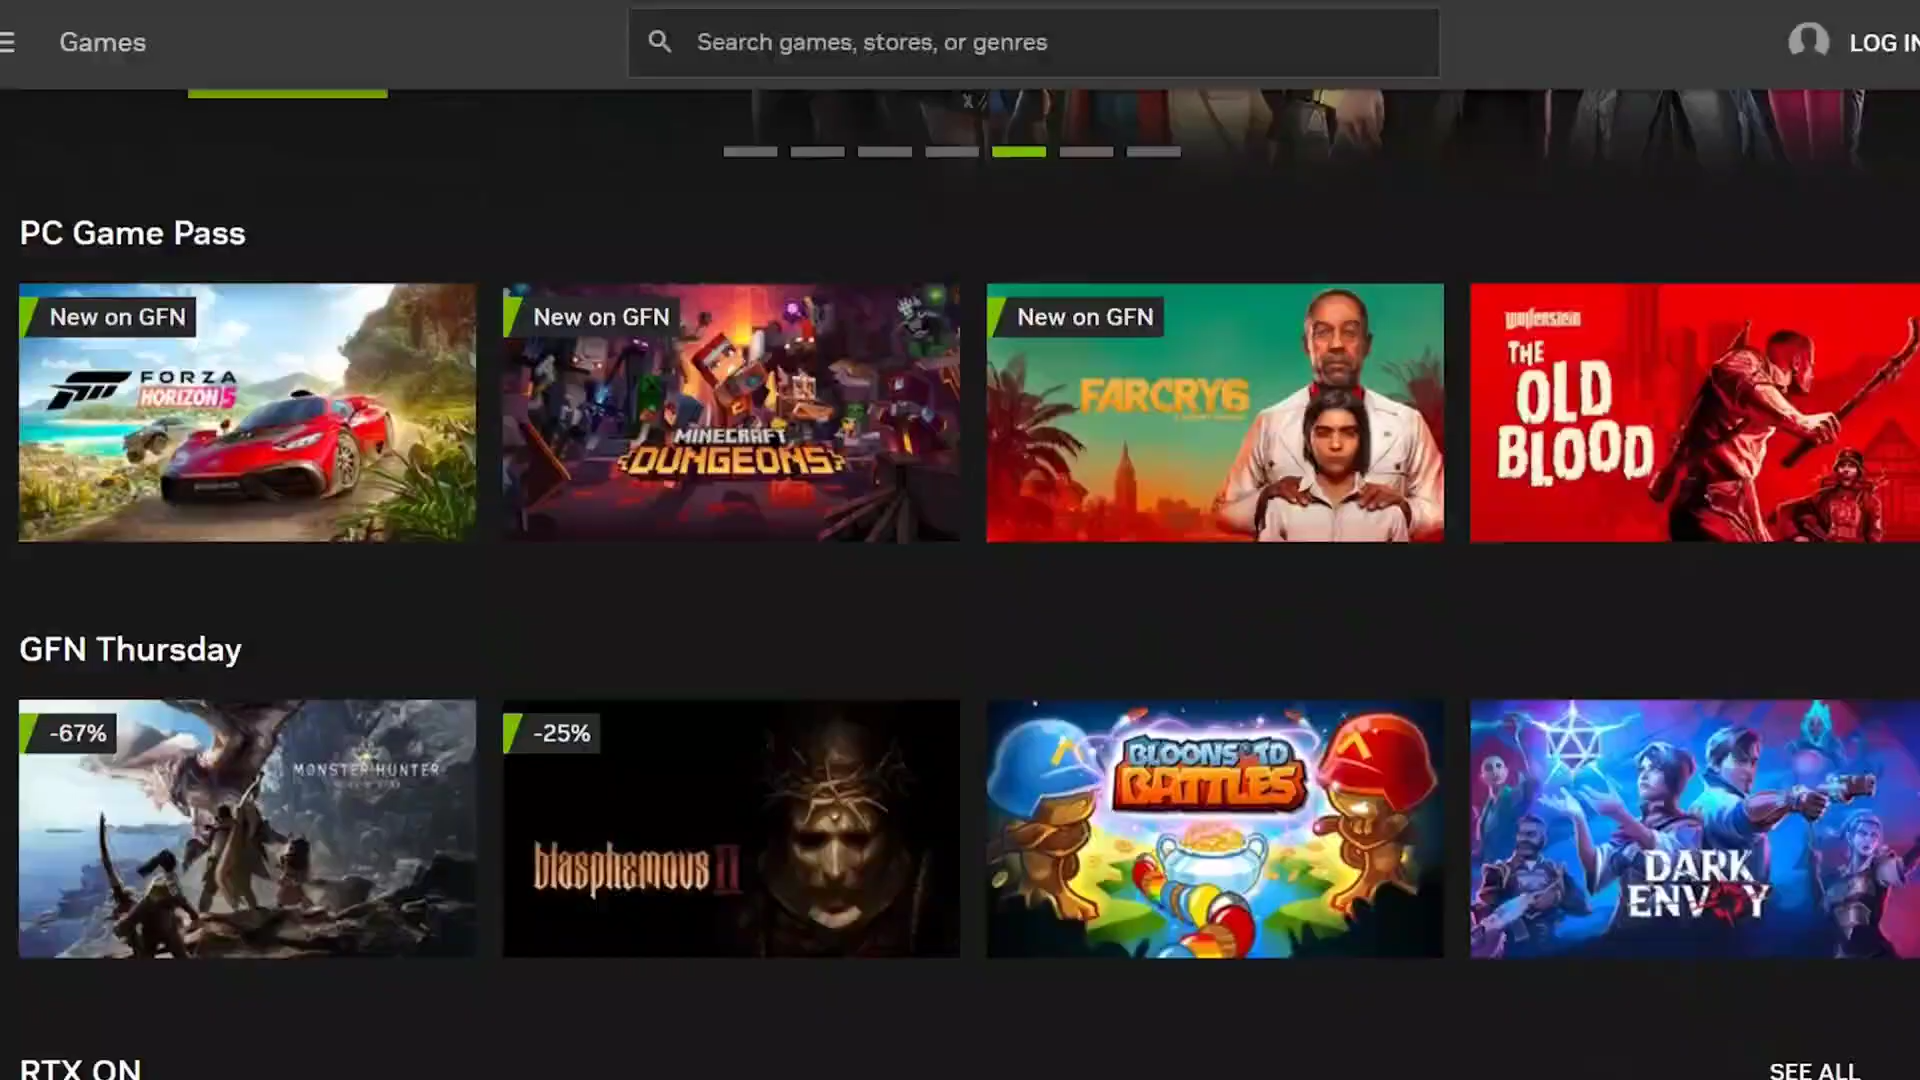 Games
Search games, stores, or genres
LOG IN
PC Game Pass
New on GFN
FORZA
HORIZON 5
New on GFN
MINECRAFT
DUNGEONS
New on GFN
FARCRY6
Wolfenstein
THE
OLD
BLOOD
GFN Thursday
-67%
MONSTER HUNTER
-25%
blasphemous II
BLOONS TD
BATTLES
DARK
ENVOY
RTX ON
SEE ALL